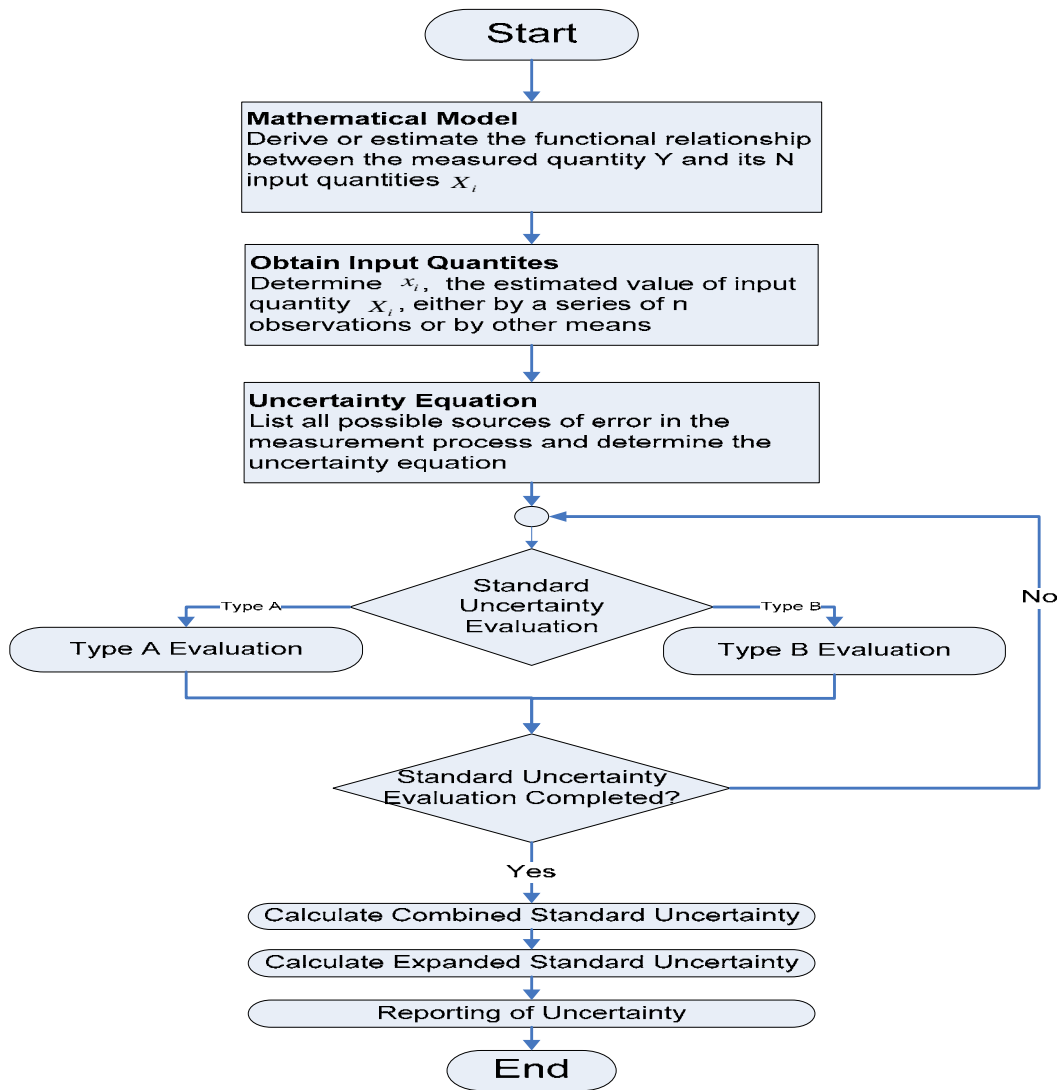 Start
Mathematical Model
Derive or estimate the functional relationship
between the measured quantity Y and its N
input quantities X i
Obtain Input Quantites
Determine x i, the estimated value of input
quantity X i, either by a series of n
observations or by other means
Uncertainty Equation
List all possible sources of error in the
measurement process and determine the
uncertainty equation
Standard
Uncertainty
Evaluation
Type A
Type B
No
Type A Evaluation
Type B Evaluation
Standard Uncertainty
Evaluation Completed?
Yes
Calculate Combined Standard Uncertainty
Calculate Expanded Standard Uncertainty
Reporting of Uncertainty
End